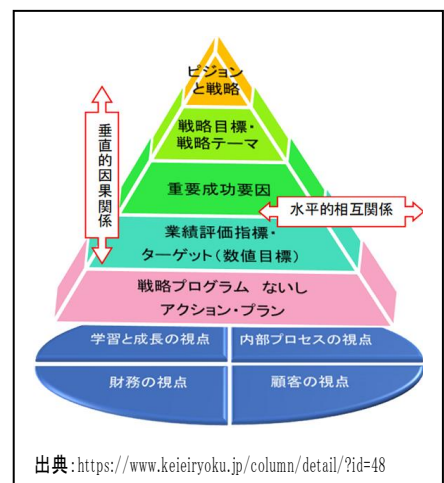 ビジョン
と戦略
戦略目標・
戦略テーマ
重要成功要因
業績評価指標・
ターゲット(数値目標)
戦略プログラム ないし
アクション・プラン
垂直的因果関係
水平的相互関係
学習と成長の視点
内部プロセスの視点
財務の視点
顧客の視点
出典:https://www.keieiryoku.jp/column/detail/?id=48